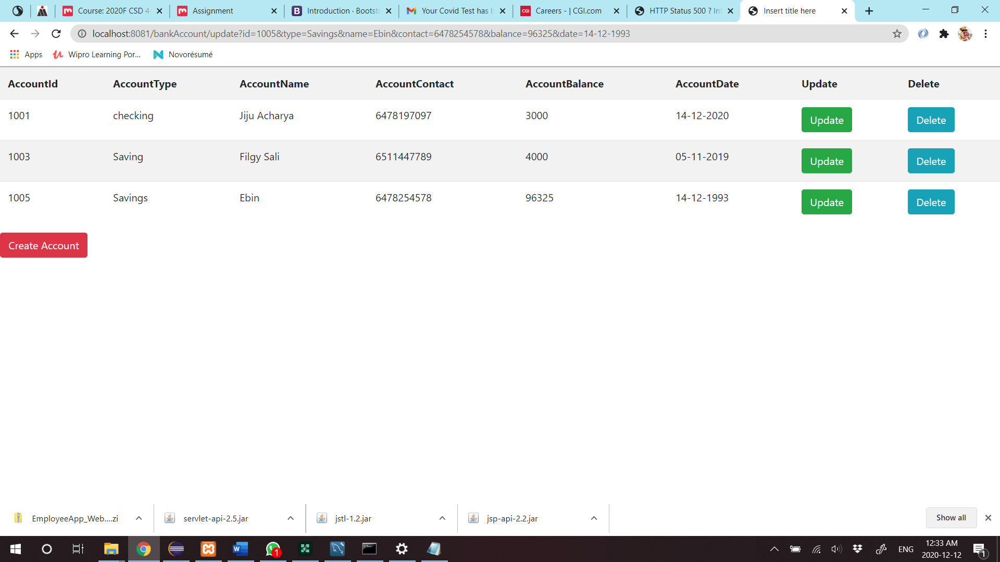 Course: 2020F CSD 4
Assignment
Introduction · Bootst
Your Covid Test has b
CGI
Careers - | CGI.com
HTTP Status 500 ? In
Insert title here
localhost:8081/bankAccount/update?id=1005&type=Savings&name=Ebin&contact=6478254578&balance=96325&date=14-12-1993
Apps
Wipro Learning Por...
Novorésumé
AccountId AccountType AccountName AccountContact AccountBalance AccountDate Update Delete
1001 checking Jiju Acharya 6478197097 3000 14-12-2020 Update Delete
1003 Saving Filgy Sali 6511447789 4000 05-11-2019 Update Delete
1005 Savings Ebin 6478254578 96325 14-12-1993 Update Delete
Create Account
EmployeeApp_Web....zi
servlet-api-2.5.jar
jstl-1.2.jar
jsp-api-2.2.jar
Show all
1
ENG
12:33 AM
2020-12-12
1